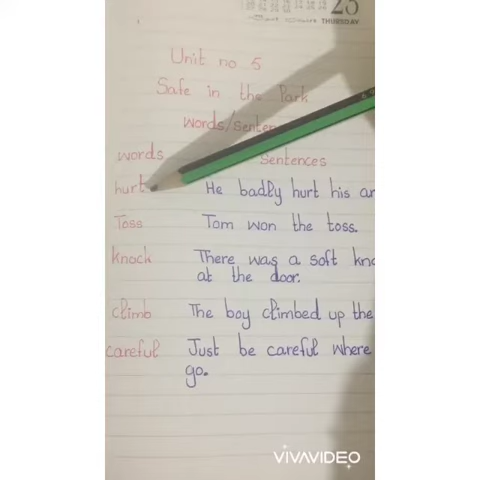 25
THURSDAY
Unit no 5
Safe in the Park
words/senten
words sentences
hurt He badly hurt his ar
Toss Tom won the toss.
knock There was a soft kno
at the door.
climb The boy climbed up the
careful Just be careful where
go.
VIVAVIDEO